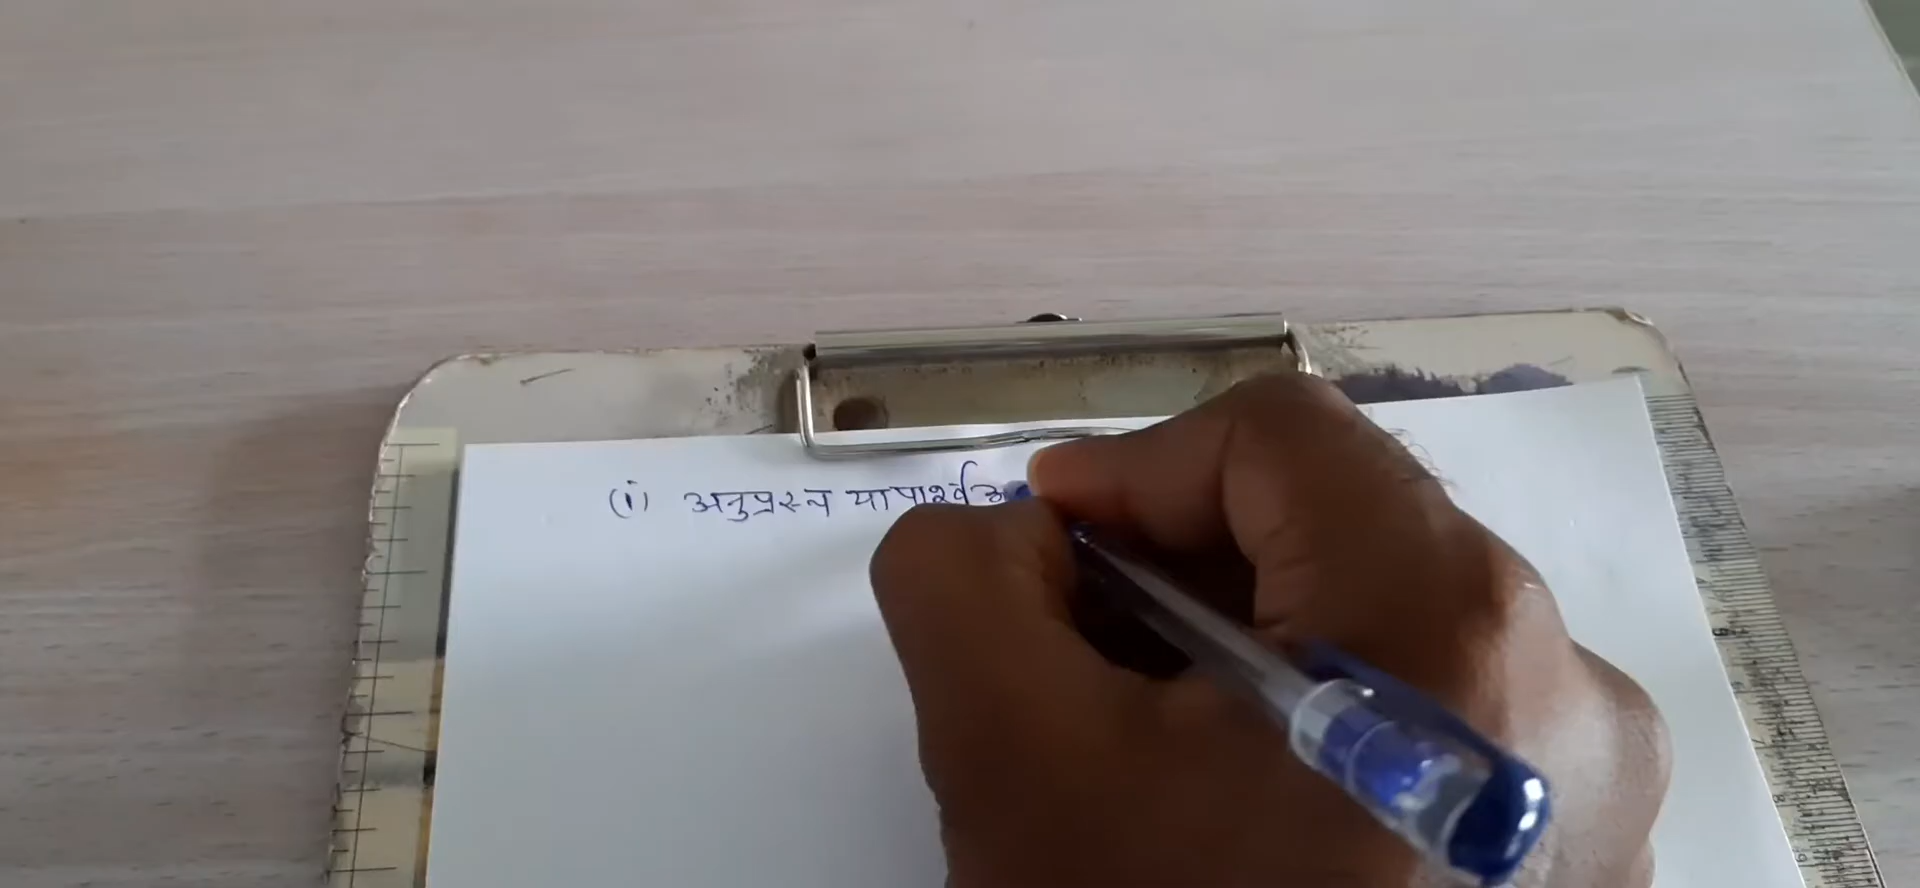 (i) अनुप्रस्त या पार्श्व अ